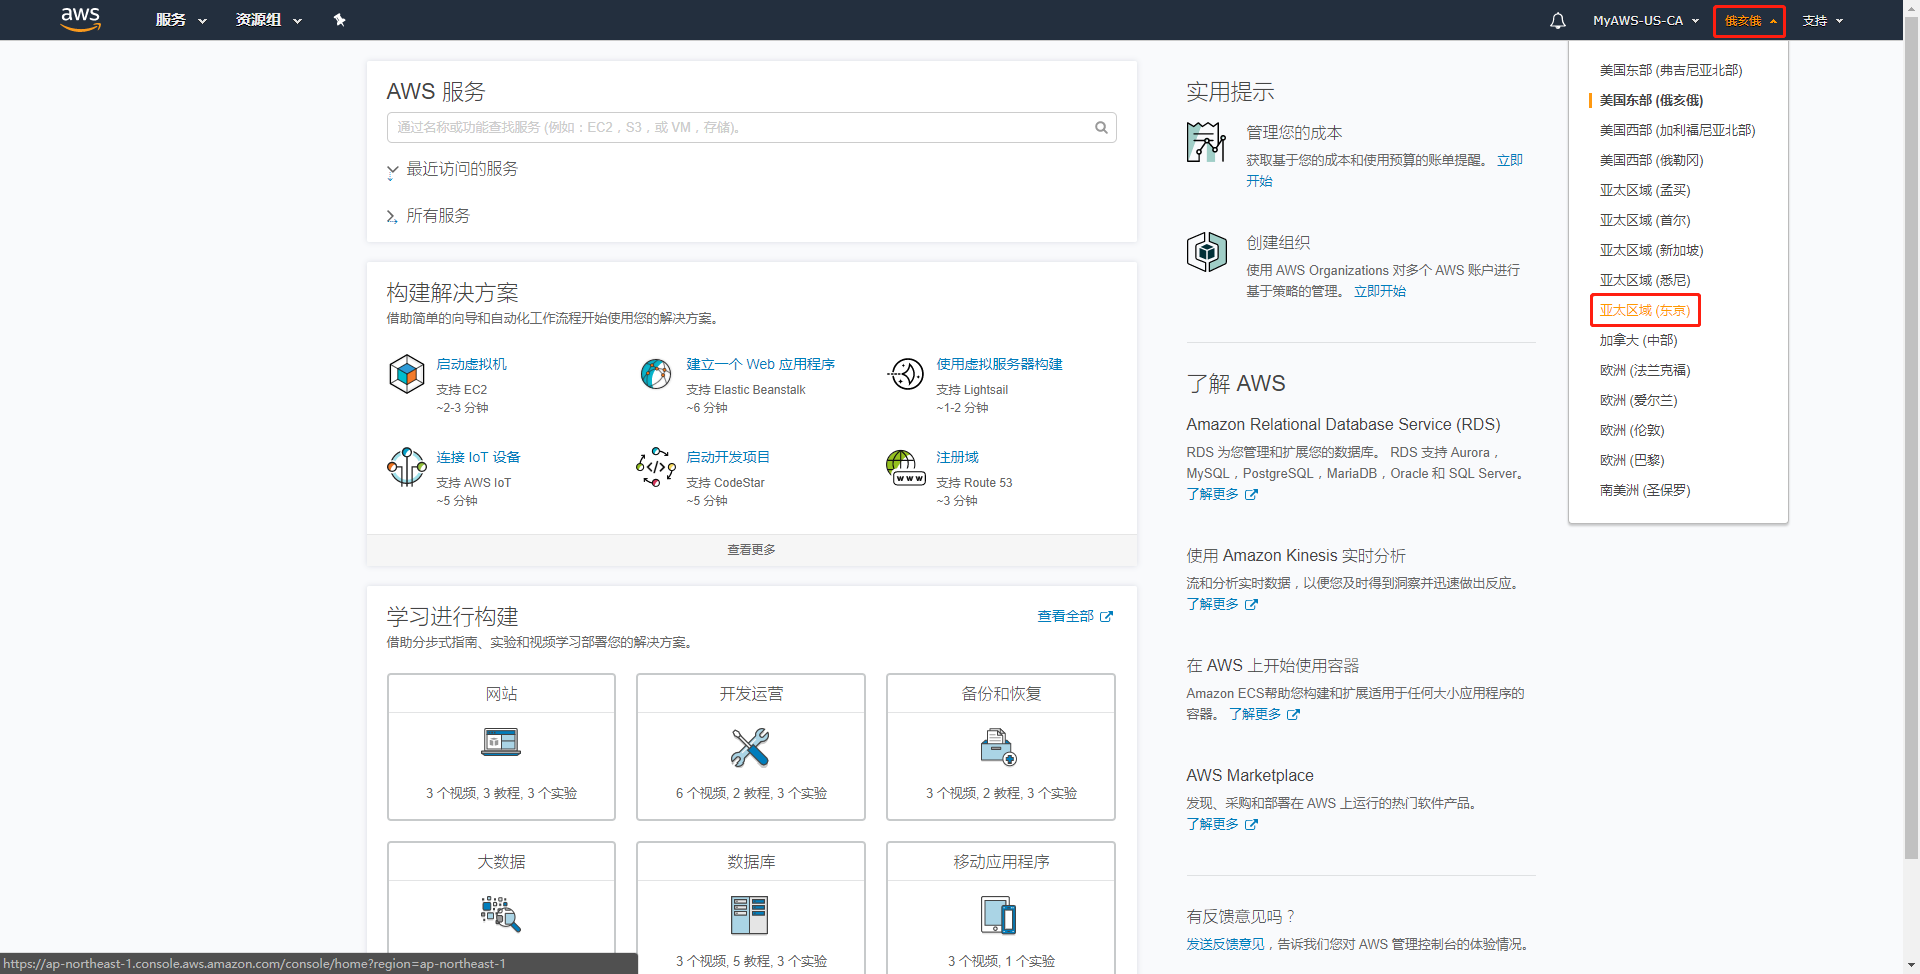 aws
服务
资源组
MyAWS-US-CA
俄亥俄
支持
美国东部 (弗吉尼亚北部)
美国东部 (俄亥俄)
美国西部 (加利福尼亚北部)
美国西部 (俄勒冈)
亚太区域 (孟买)
亚太区域 (首尔)
亚太区域 (新加坡)
亚太区域 (悉尼)
亚太区域 (东京)
加拿大 (中部)
欧洲 (法兰克福)
欧洲 (爱尔兰)
欧洲 (伦敦)
欧洲 (巴黎)
南美洲 (圣保罗)
AWS 服务
通过名称或功能查找服务 (例如：EC2，S3，或 VM，存储)。
最近访问的服务
所有服务
构建解决方案
借助简单的向导和自动化工作流程开始使用您的解决方案。
启动虚拟机
支持 EC2
~2-3 分钟
建立一个 Web 应用程序
支持 Elastic Beanstalk
~6 分钟
使用虚拟服务器构建
支持 Lightsail
~1-2 分钟
连接 IoT 设备
支持 AWS IoT
~5 分钟
启动开发项目
支持 CodeStar
~5 分钟
www
注册域
支持 Route 53
~3 分钟
查看更多
学习进行构建
查看全部
借助分步式指南、实验和视频学习部署您的解决方案。
网站
3 个视频, 3 教程, 3 个实验
开发运营
6 个视频, 2 教程, 3 个实验
备份和恢复
3 个视频, 2 教程, 3 个实验
大数据
数据库
3 个视频, 5 教程, 3 个实验
移动应用程序
3 个视频, 1 个实验
实用提示
管理您的成本
获取基于您的成本和使用预算的账单提醒。 立即
开始
创建组织
使用 AWS Organizations 对多个 AWS 账户进行
基于策略的管理。 立即开始
了解 AWS
Amazon Relational Database Service (RDS)
RDS 为您管理和扩展您的数据库。 RDS 支持 Aurora，
MySQL，PostgreSQL，MariaDB，Oracle 和 SQL Server。
了解更多
使用 Amazon Kinesis 实时分析
流和分析实时数据，以便您及时得到洞察并迅速做出反应。
了解更多
在 AWS 上开始使用容器
Amazon ECS帮助您构建和扩展适用于任何大小应用程序的
容器。 了解更多
AWS Marketplace
发现、采购和部署在 AWS 上运行的热门软件产品。
了解更多
有反馈意见吗？
发送反馈意见，告诉我们您对 AWS 管理控制台的体验情况。
https://ap-northeast-1.console.aws.amazon.com/console/home?region=ap-northeast-1